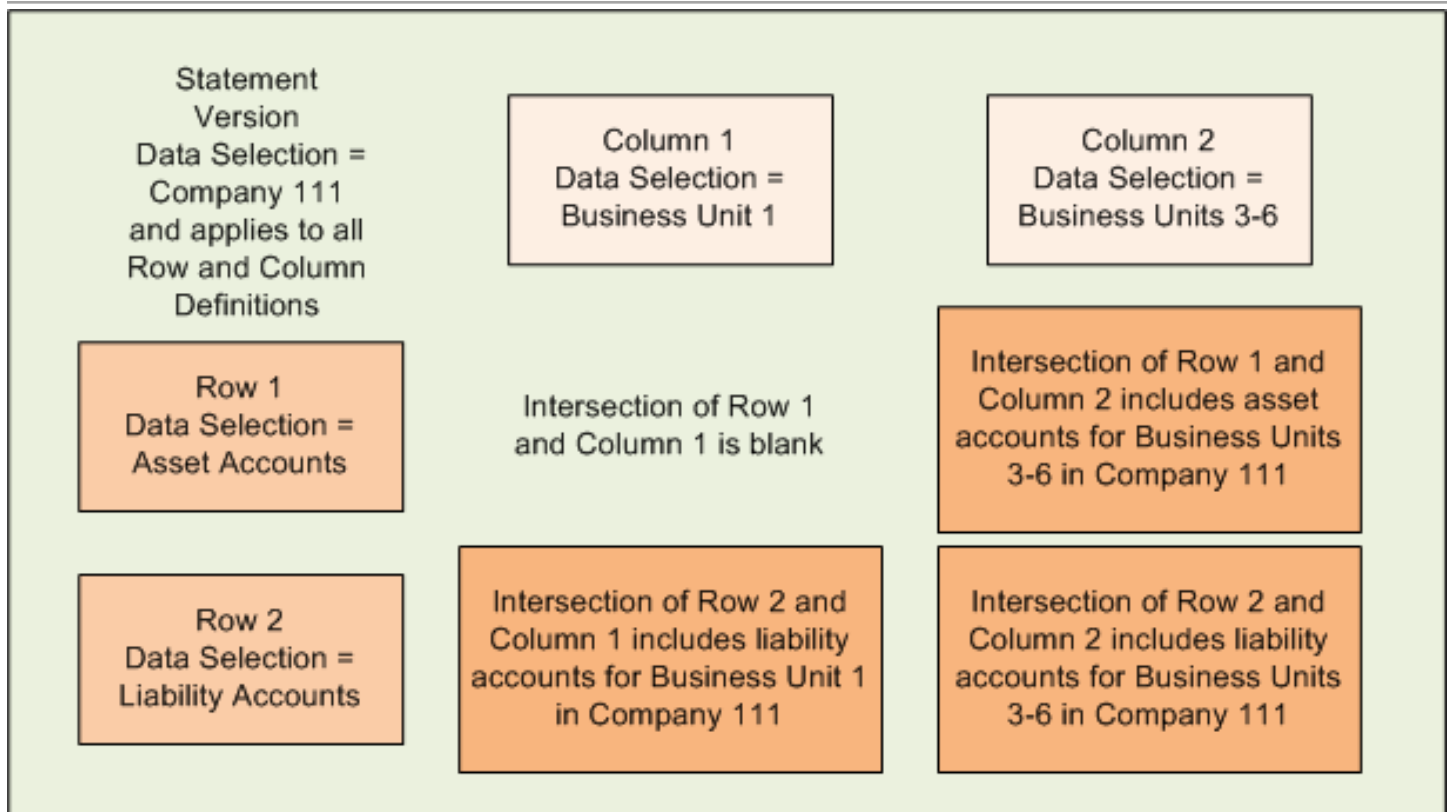 Statement
Version
Data Selection =
Company 111
and applies to all
Row and Column
Definitions
Column 1
Data Selection =
Business Unit 1
Column 2
Data Selection =
Business Units 3-6
Row 1
Data Selection =
Asset Accounts
Intersection of Row 1
and Column 1 is blank
Intersection of Row 1 and
Column 2 includes asset
accounts for Business Units
3-6 in Company 111
Row 2
Data Selection =
Liability Accounts
Intersection of Row 2 and
Column 1 includes liability
accounts for Business Unit 1
in Company 111
Intersection of Row 2 and
Column 2 includes liability
accounts for Business Units
3-6 in Company 111